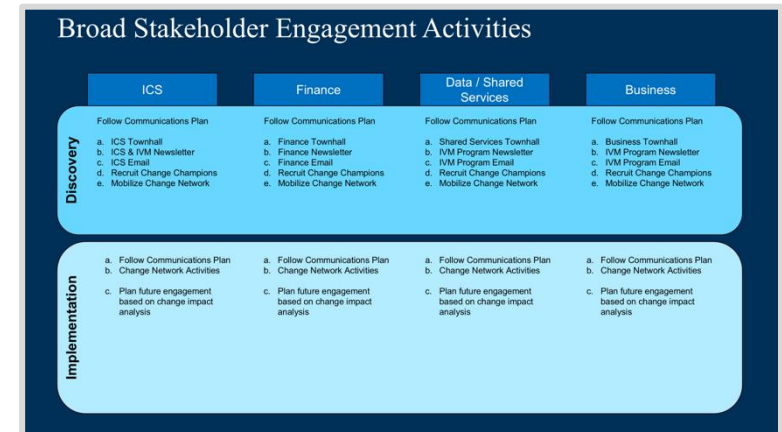 Broad Stakeholder Engagement Activities
ICS
Finance
Data / Shared
Services
Business
Discovery
Follow Communications Plan
a. ICS Townhall
b. ICS & IVM Newsletter
c. ICS Email
d. Recruit Change Champions
e. Mobilize Change Network
Follow Communications Plan
a. Finance Townhall
b. Finance Newsletter
c. Finance Email
d. Recruit Change Champions
e. Mobilize Change Network
Follow Communications Plan
a. Shared Services Townhall
b. IVM Program Newsletter
c. IVM Program Email
d. Recruit Change Champions
e. Mobilize Change Network
Follow Communications Plan
a. Business Townhall
b. IVM Program Newsletter
c. IVM Program Email
d. Recruit Change Champions
e. Mobilize Change Network
Implementation
a. Follow Communications Plan
b. Change Network Activities
c. Plan future engagement
based on change impact
analysis
a. Follow Communications Plan
b. Change Network Activities
c. Plan future engagement
based on change impact
analysis
a. Follow Communications Plan
b. Change Network Activities
c. Plan future engagement
based on change impact
analysis
a. Follow Communications Plan
b. Change Network Activities
c. Plan future engagement
based on change impact
analysis